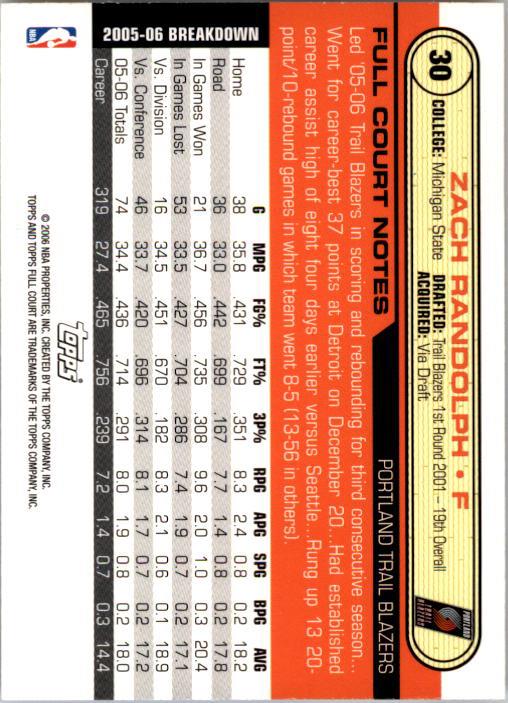 30
ZACH RANDOLPH • F
COLLEGE: Michigan State DRAFTED: Trail Blazers 1st Round 2001 – 19th Overall
ACQUIRED: Via Draft
PORTLAND
TRAIL BLAZERS
FULL COURT NOTES
PORTLAND TRAIL BLAZERS
Led '05-06 Trail Blazers in scoring and rebounding for third consecutive season...
Went for career-best 37 points at Detroit on December 20...Had established
career assist high of eight four days earlier versus Seattle...Rung up 13 20-
point/10-rebound games in which team went 8-5 (13-56 in others).
2005-06 BREAKDOWN G MPG FG% FT% 3P% RPG APG SPG BPG AVG
Home 38 35.8 .431 .729 .351 8.3 2.4 0.8 0.2 18.2
Road 36 33.0 .442 .699 .167 7.7 1.4 0.8 0.2 17.8
In Games Won 21 36.7 .456 .735 .308 9.6 2.0 1.0 0.3 20.4
In Games Lost 53 33.5 .427 .704 .286 7.4 1.9 0.7 0.2 17.1
Vs. Division 16 34.5 .451 .670 .182 8.3 2.1 0.6 0.1 18.9
Vs. Conference 46 33.7 .420 .696 .314 8.1 1.7 0.7 0.2 17.2
05-06 Totals 74 34.4 .436 .714 .291 8.0 1.9 0.8 0.2 18.0
Career 319 27.4 .465 .756 .239 7.2 1.4 0.7 0.3 14.4
NBA
topps
© 2006 NBA PROPERTIES, INC. CREATED BY THE TOPPS COMPANY, INC.
TOPPS AND TOPPS FULL COURT ARE TRADEMARKS OF THE TOPPS COMPANY, INC.